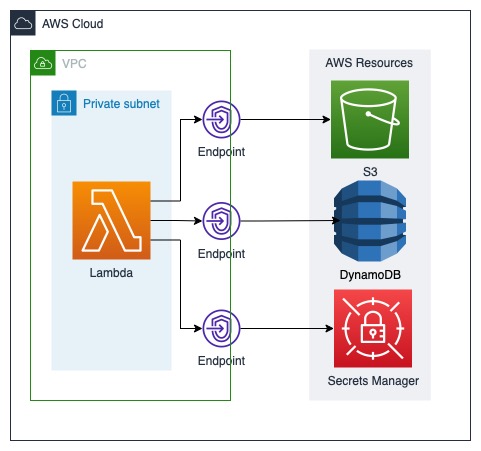 AWS Cloud
VPC
AWS Resources
Private subnet
Endpoint
S3
Endpoint
Lambda
DynamoDB
Endpoint
Secrets Manager